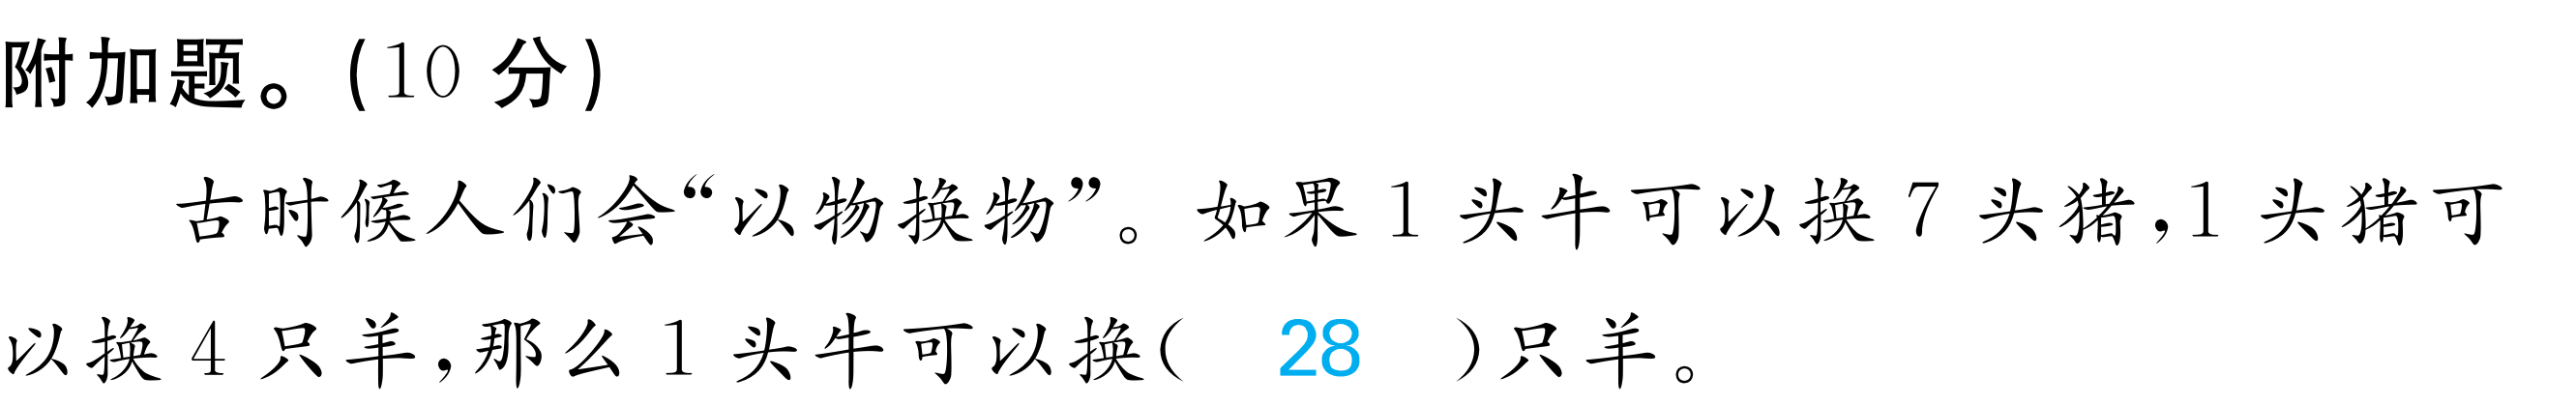 附加题。(10 分)
古时候人们会“以物换物”。如果 1 头牛可以换 7 头猪,1 头猪可
以换 4 只羊,那么 1 头牛可以换( 28 )只羊。